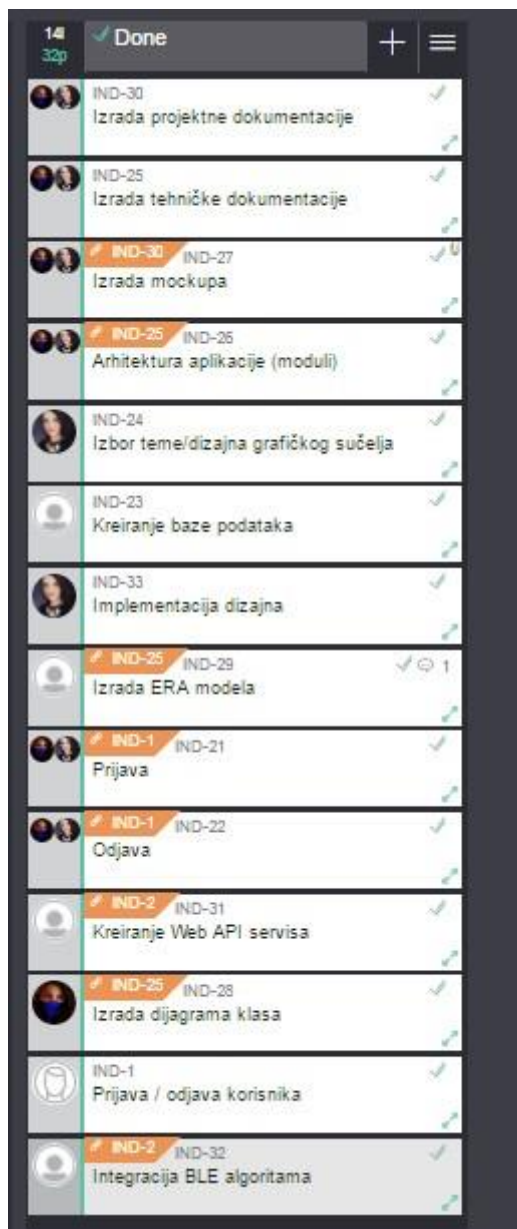 14I
32p
Done
IND-30
Izrada projektne dokumentacije
IND-25
Izrada tehničke dokumentacije
IND-30 IND-27
Izrada mockupa
IND-25 IND-26
Arhitektura aplikacije (moduli)
IND-24
Izbor teme/dizajna grafičkog sučelja
IND-23
Kreiranje baze podataka
IND-33
Implementacija dizajna
IND-25 IND-29 1
Izrada ERA modela
IND-1 IND-21
Prijava
IND-1 IND-22
Odjava
IND-2 IND-31
Kreiranje Web API servisa
IND-25 IND-28
Izrada dijagrama klasa
IND-1
Prijava / odjava korisnika
IND-2 IND-32
Integracija BLE algoritama